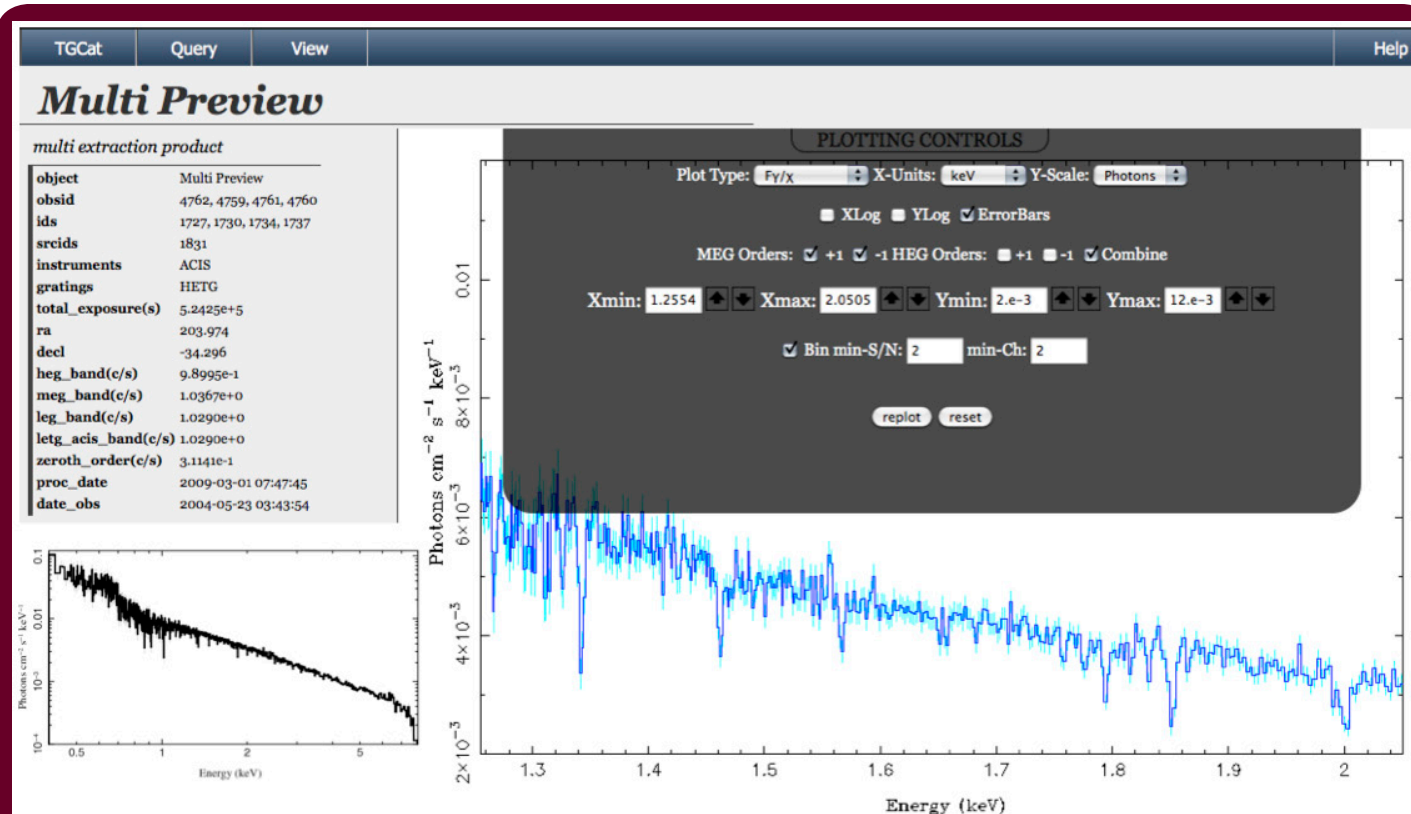 TGCat Query View Help
Multi Preview
multi extraction product
object Multi Preview
obsid 4762, 4759, 4761, 4760
ids 1727, 1730, 1734, 1737
srcids 1831
instruments ACIS
gratings HETG
total_exposure(s) 5.2425e+5
ra 203.974
decl -34.296
heg_band(c/s) 9.8995e-1
meg_band(c/s) 1.0367e+0
leg_band(c/s) 1.0290e+0
letg_acis_band(c/s) 1.0290e+0
zeroth_order(c/s) 3.1141e-1
proc_date 2009-03-01 07:47:45
date_obs 2004-05-23 03:43:54
PLOTTING CONTROLS
Plot Type: Fy/x X-Units: keV Y-Scale: Photons
XLog YLog ErrorBars
MEG Orders: +1 -1 HEG Orders: +1 -1 Combine
Xmin: 1.2554 Xmax: 2.0505 Ymin: 2.e-3 Ymax: 12.e-3
Bin min-S/N: 2 min-Ch: 2
replot reset
Photons cm⁻² s⁻¹ keV⁻¹
0.01
8×10⁻³
6×10⁻³
4×10⁻³
2×10⁻³
1.3 1.4 1.5 1.6 1.7 1.8 1.9 2
Energy (keV)
Photons cm⁻² s⁻¹ keV⁻¹
0.1
0.01
10⁻³
10⁻⁴
0.5 1 2 5
Energy (keV)